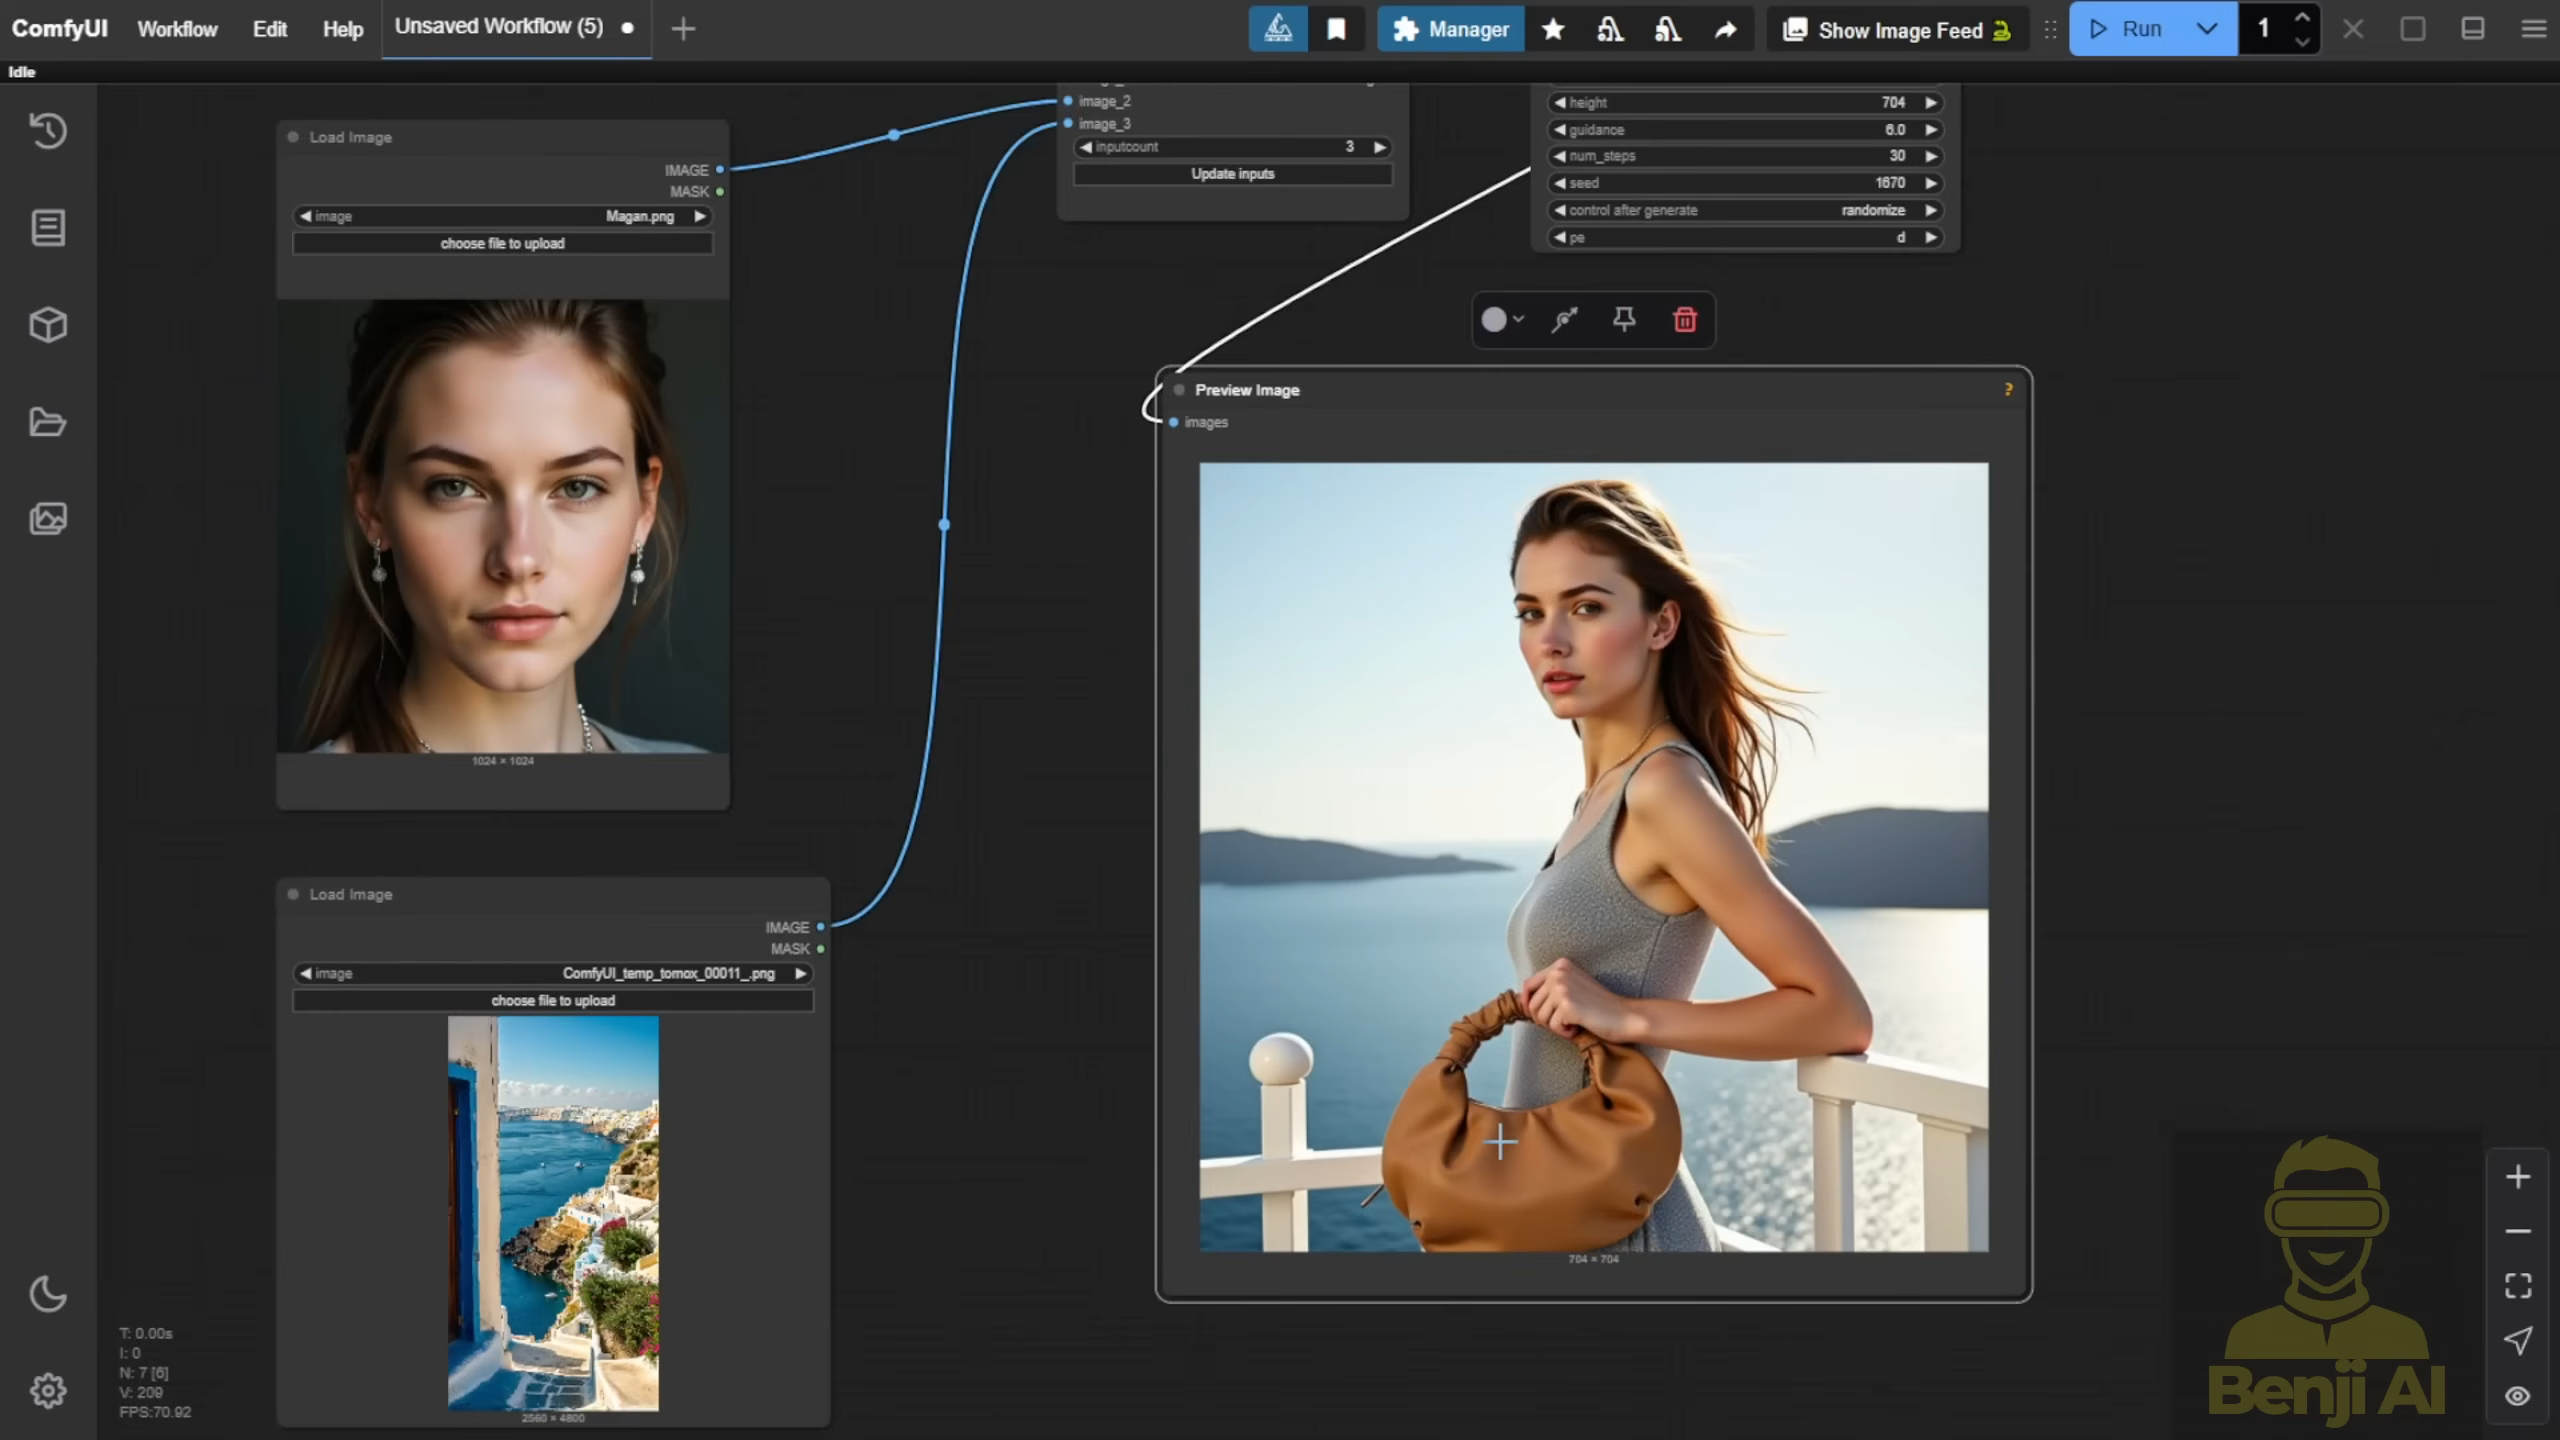 ComfyUI Workflow Edit Help Unsaved Workflow (5) Manager Show Image Feed Run 1
Idle
Load Image
IMAGE
MASK
image Magan.png
choose file to upload
1024 × 1024
image_2
image_3
inputcount 3
Update inputs
height 704
guidance 6.0
num_steps 30
seed 1670
control after generate randomize
pe d
Preview Image ?
images
704 × 704
Load Image
IMAGE
MASK
image ComfyUI_temp_tomox_00011_.png
choose file to upload
2560 × 4800
T: 0.00s
I: 0
N: 7 [6]
V: 209
FPS:70.92
Benji AI